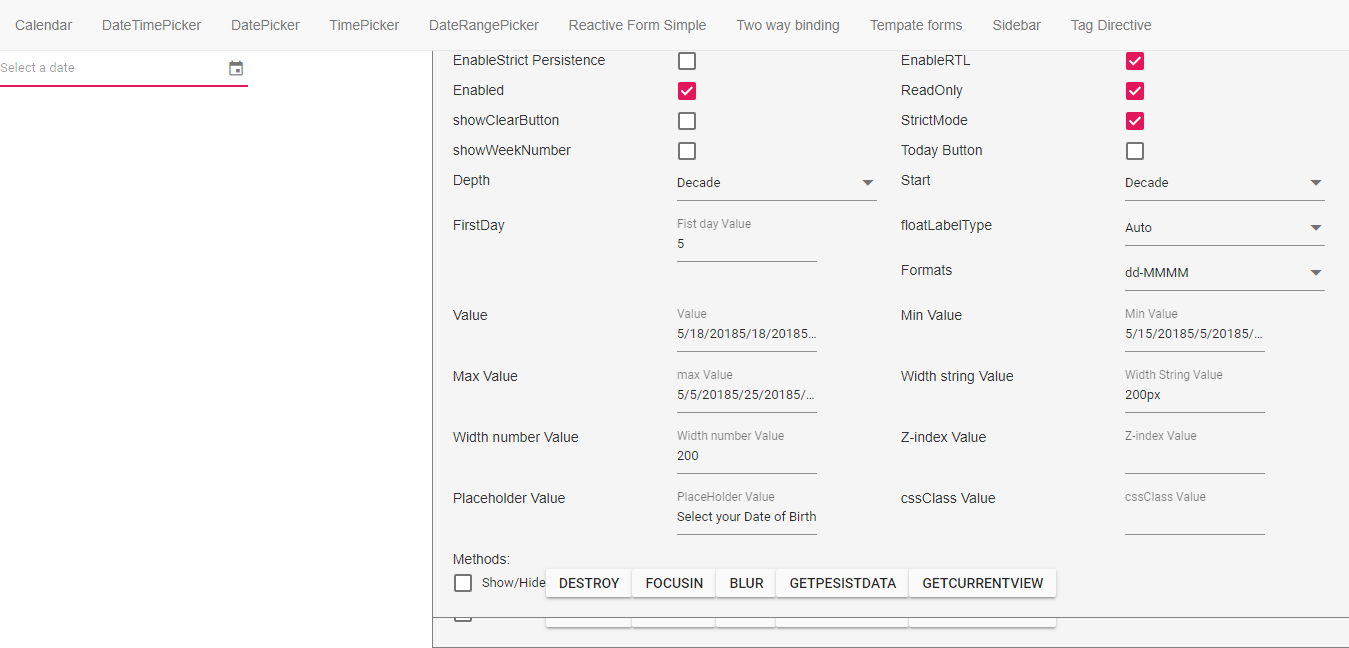 Calendar DateTimePicker DatePicker TimePicker DateRangePicker Reactive Form Simple Two way binding Tempate forms Sidebar Tag Directive
Select a date
EnableStrict Persistence EnableRTL
Enabled ReadOnly
showClearButton StrictMode
showWeekNumber Today Button
Depth Decade Start Decade
FirstDay Fist day Value floatLabelType Auto
5
Formats dd-MMMM
Value Value Min Value Min Value
5/18/20185/18/20185... 5/15/20185/5/20185/...
Max Value max Value Width string Value Width String Value
5/5/20185/25/20185/... 200px
Width number Value Width number Value Z-index Value Z-index Value
200
Placeholder Value PlaceHolder Value cssClass Value cssClass Value
Select your Date of Birth
Methods:
Show/Hide DESTROY FOCUSIN BLUR GETPESISTDATA GETCURRENTVIEW